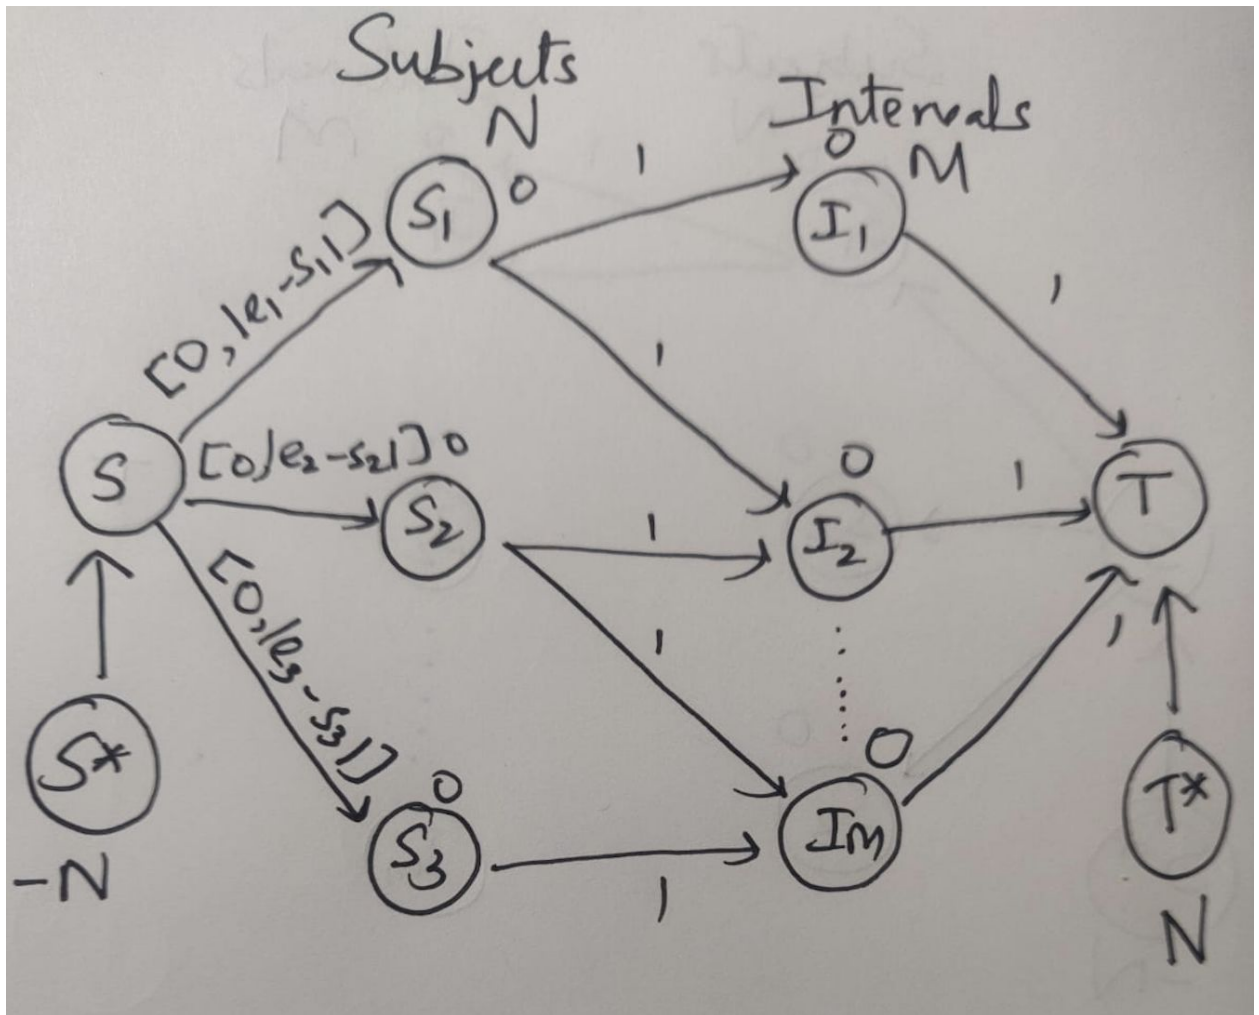 Subjects
N
Intervals
M
S1
0
1
0
I1
[0, |e1-S1|]
1
1
S
[0, |e2-S2|]
0
S2
1
0
I2
1
T
[0, |e3-S3|]
1
0
S3
1
0
Im
1
S*
-N
T*
N